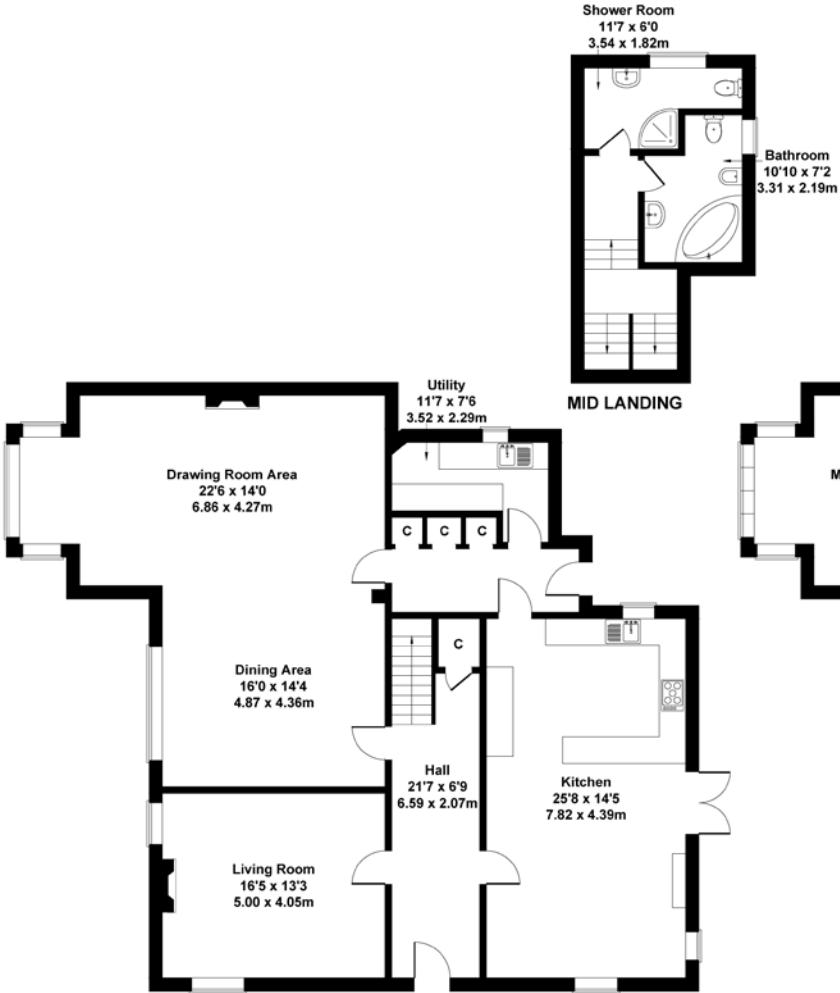 Shower Room
11'7 x 6'0
3.54 x 1.82m
Bathroom
10'10 x 7'2
3.31 x 2.19m
MID LANDING
Utility
11'7 x 7'6
3.52 x 2.29m
Drawing Room Area
22'6 x 14'0
6.86 x 4.27m
M
C
C
C
C
Dining Area
16'0 x 14'4
4.87 x 4.36m
Hall
21'7 x 6'9
6.59 x 2.07m
Kitchen
25'8 x 14'5
7.82 x 4.39m
Living Room
16'5 x 13'3
5.00 x 4.05m